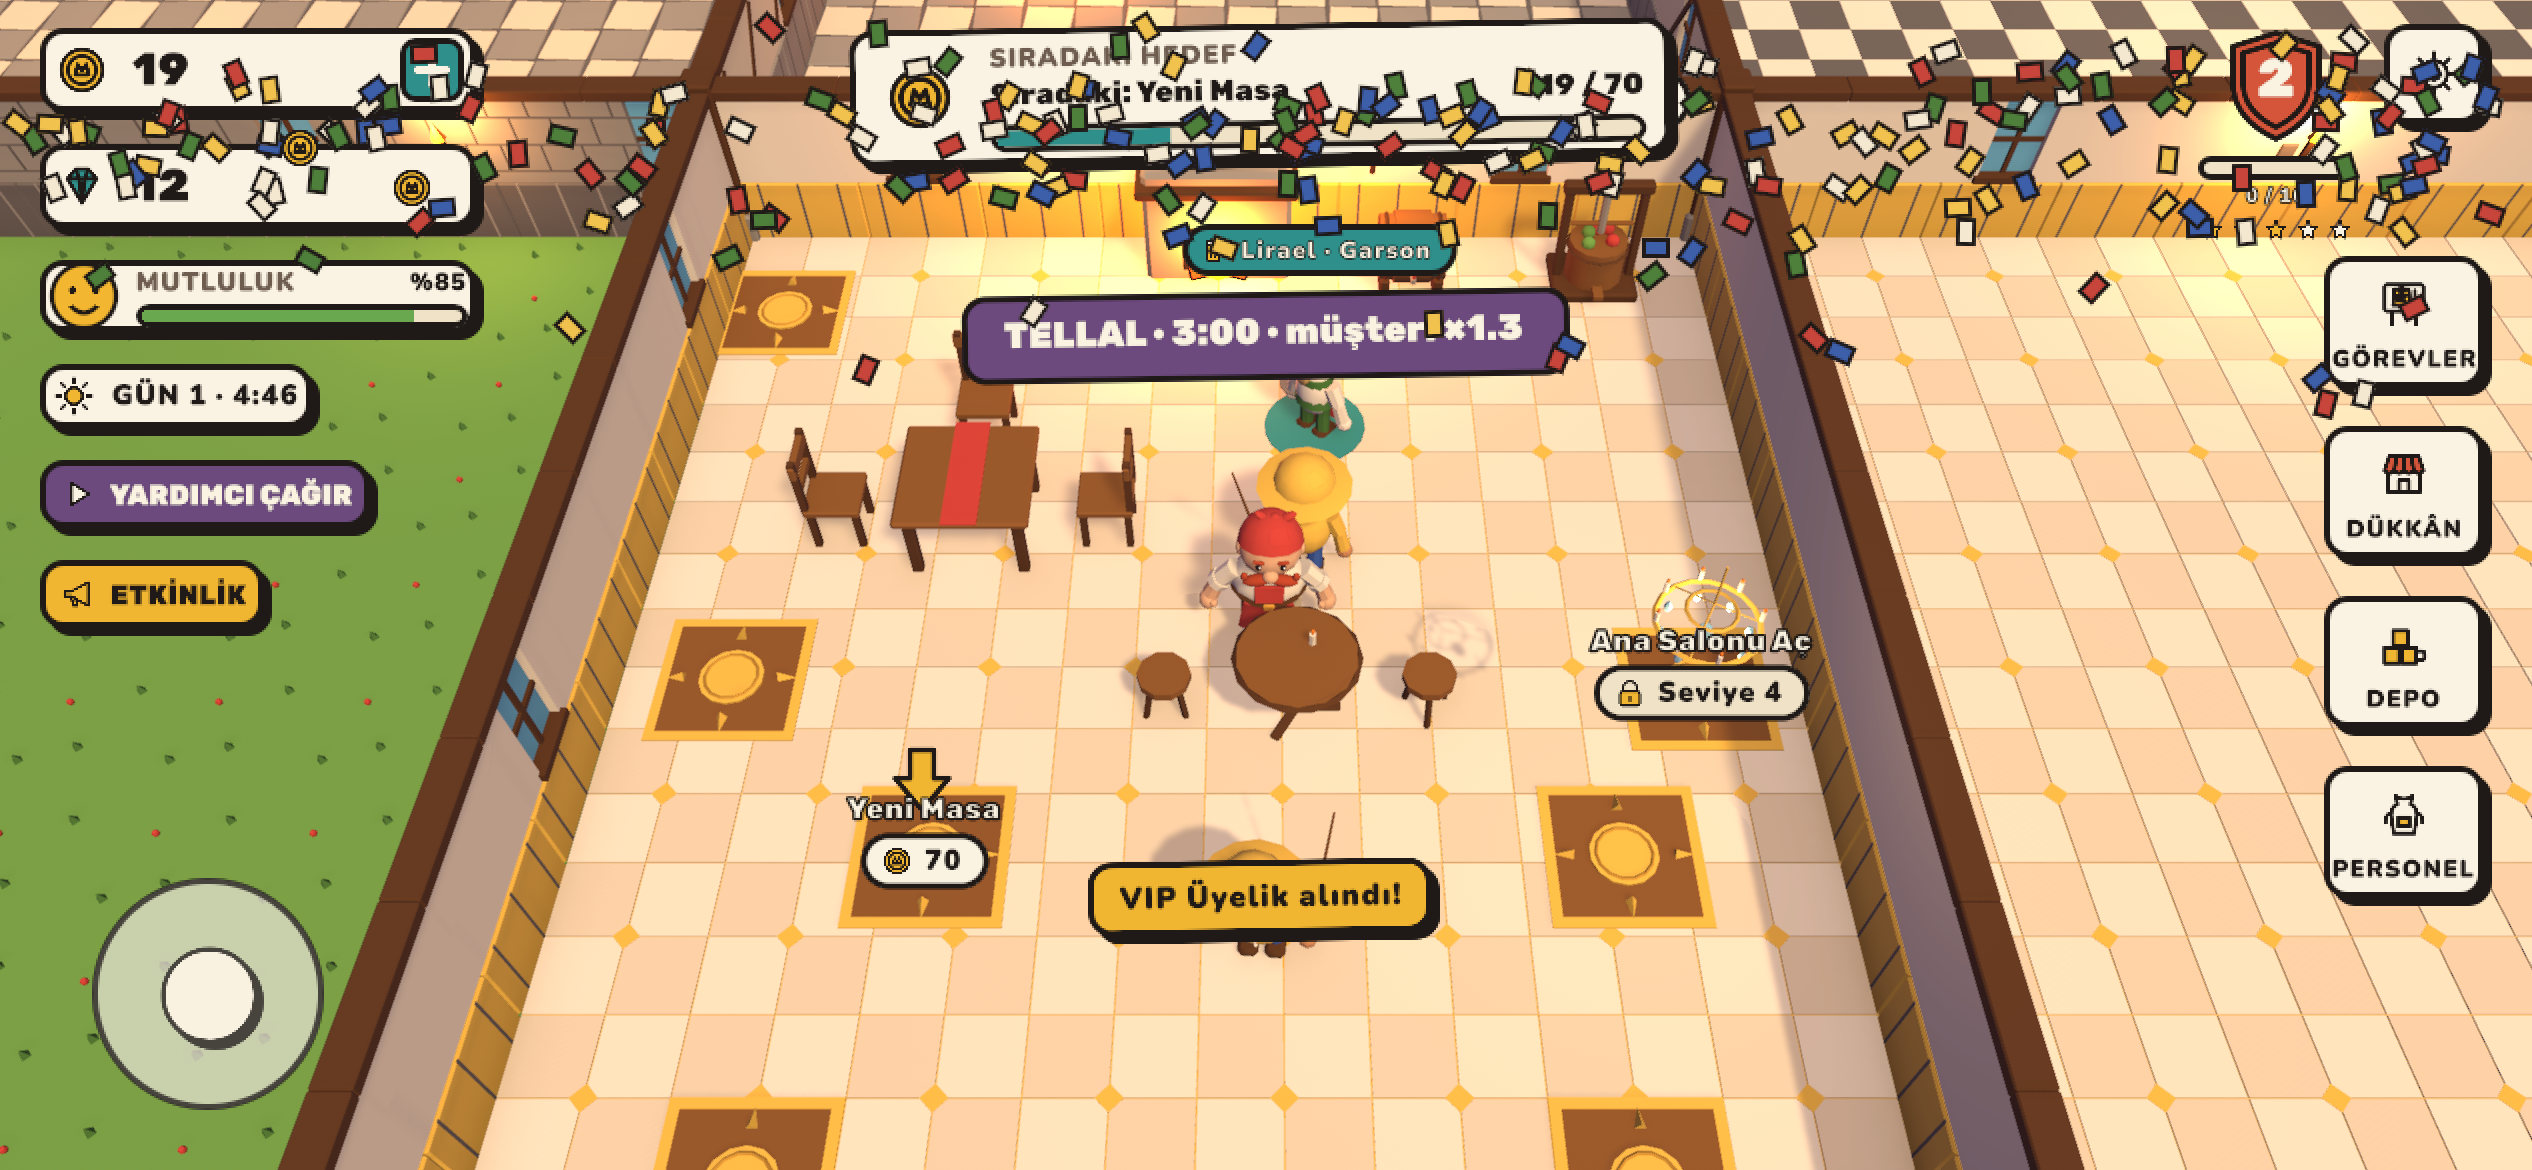 19
12
MUTLULUK
%85
GÜN 1 · 4:46
YARDIMCI ÇAĞIR
ETKİNLİK
SIRADAKİ HEDEF
Sıradaki: Yeni Masa
19 / 70
Lirael · Garson
TELLAL · 3:00 · müşteri ×1.3
2
GÖREVLER
DÜKKÂN
DEPO
PERSONEL
Ana Salonu Aç
Seviye 4
Yeni Masa
70
VIP Üyelik alındı!